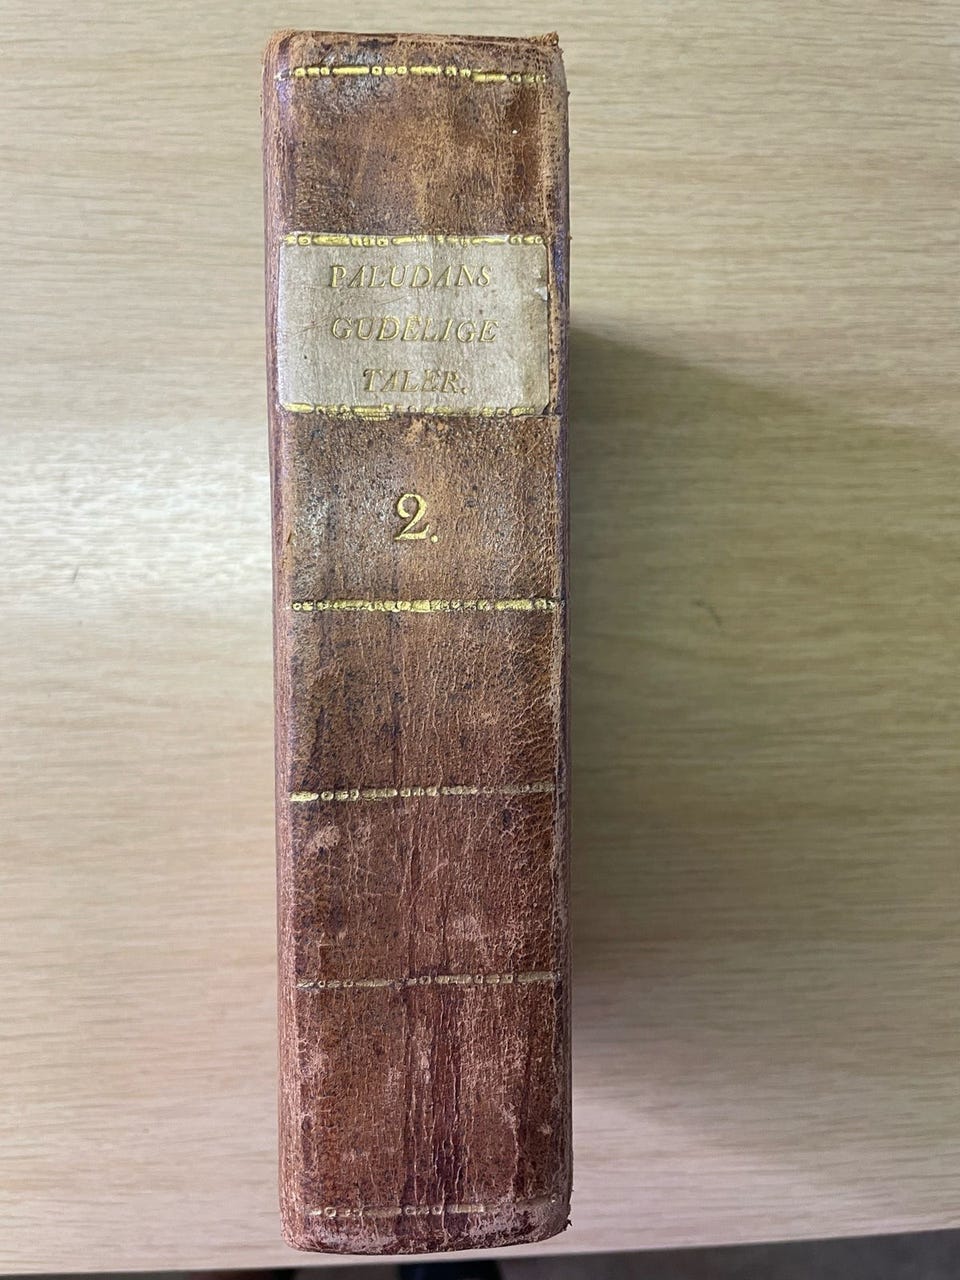 PALUDANS
GUDELIGE
TALER.
2.